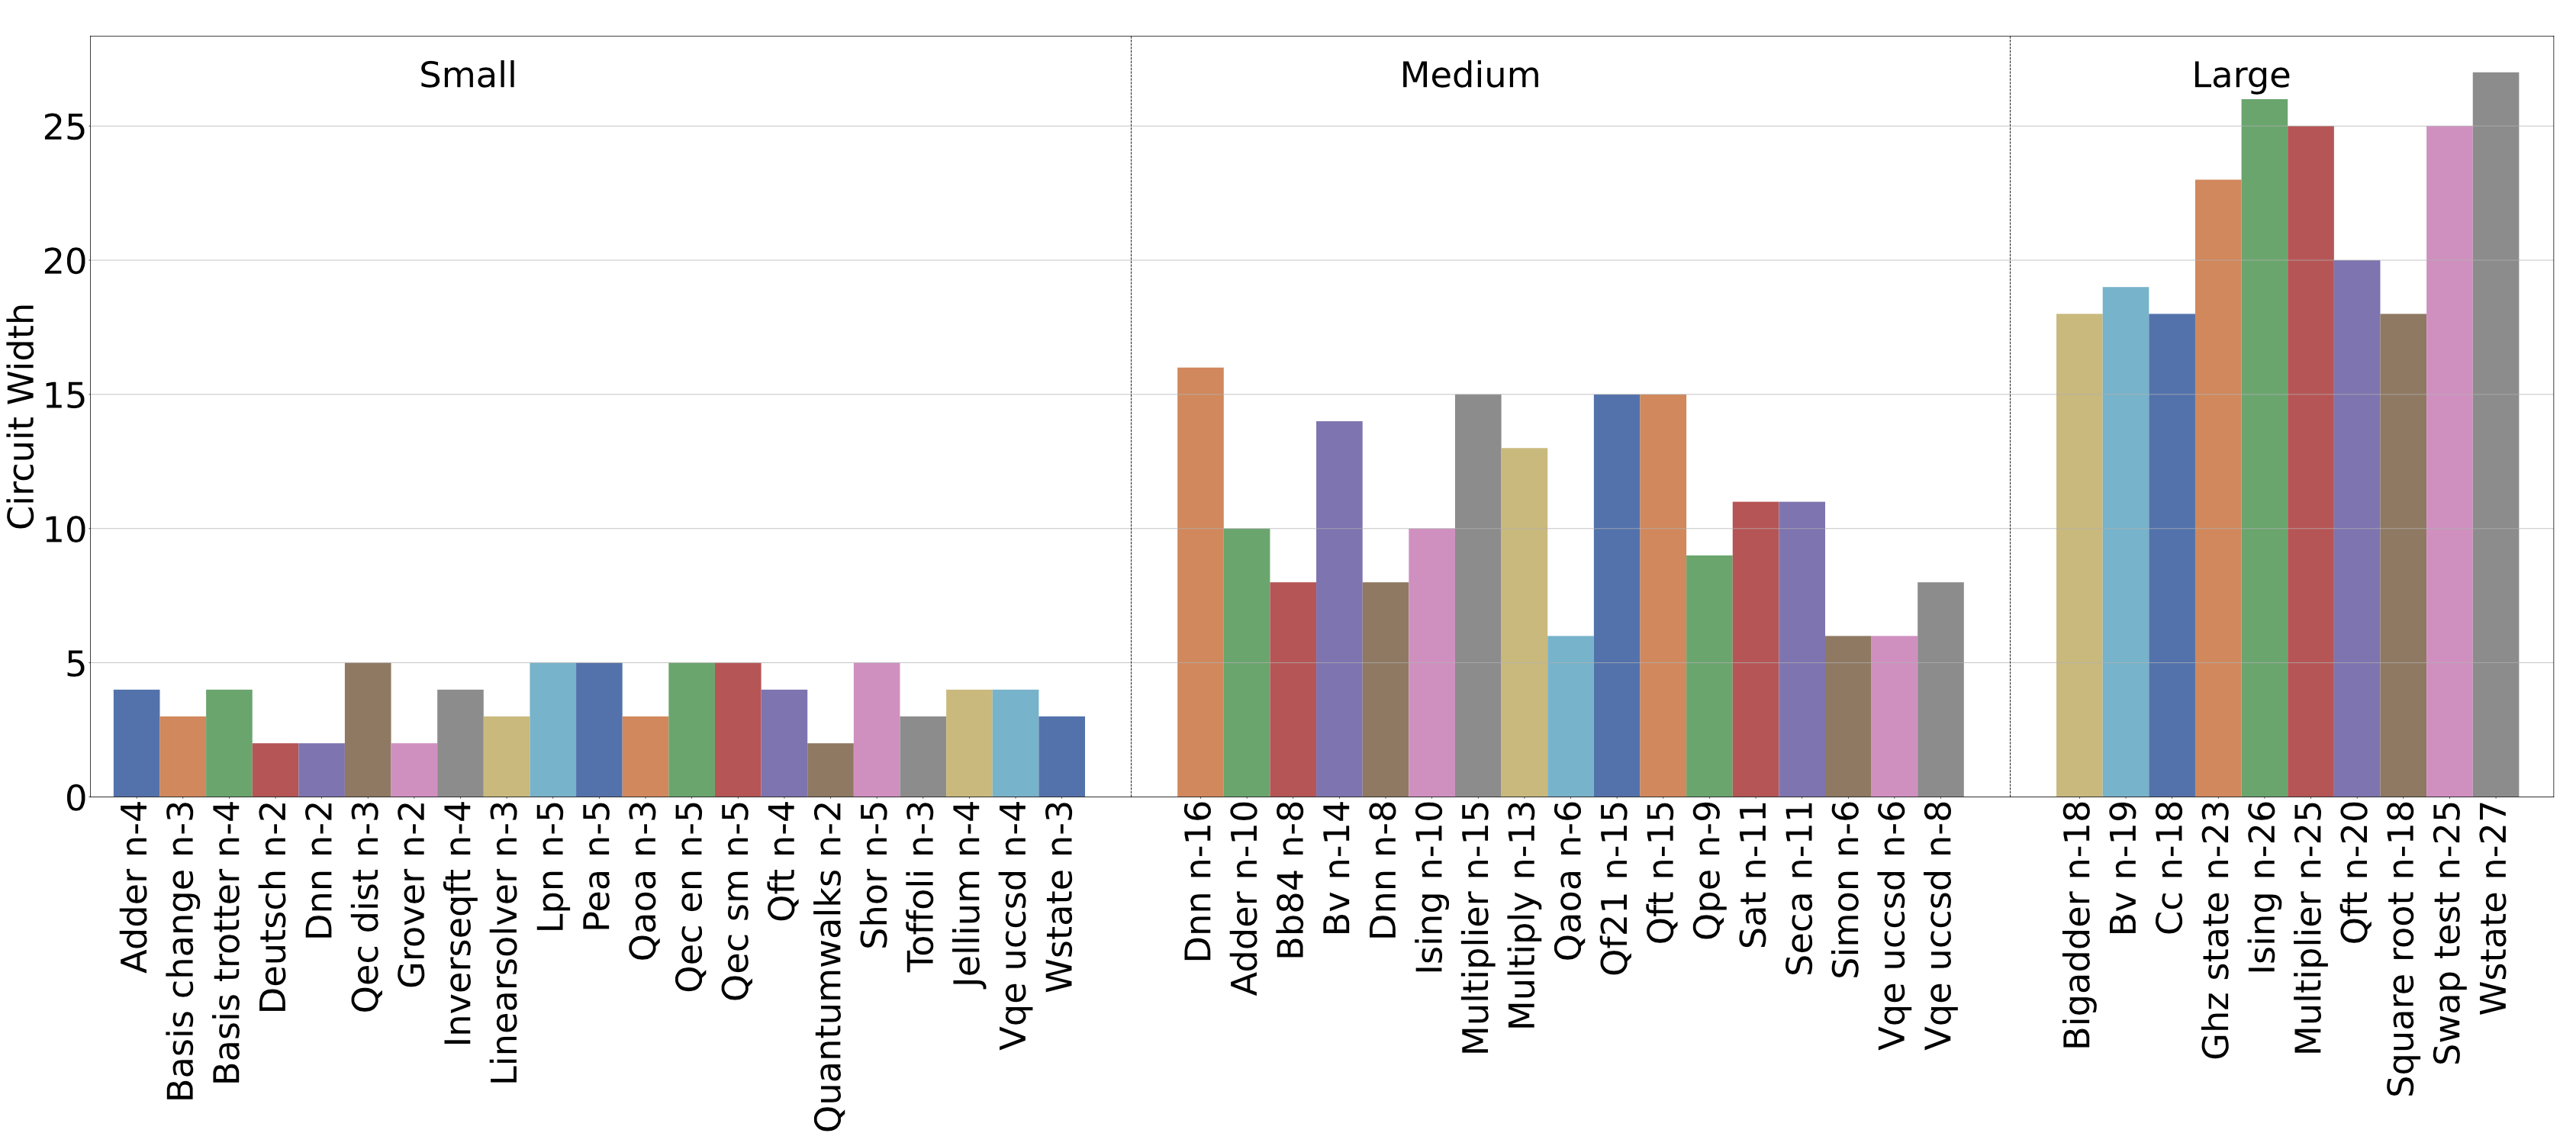 Small
Medium
Large
Circuit Width
25
20
15
10
5
0
Adder n-4
Basis change n-3
Basis trotter n-4
Deutsch n-2
Dnn n-2
Qec dist n-3
Grover n-2
Inverseqft n-4
Linearsolver n-3
Lpn n-5
Pea n-5
Qaoa n-3
Qec en n-5
Qec sm n-5
Qft n-4
Quantumwalks n-2
Shor n-5
Toffoli n-3
Jellium n-4
Vqe uccsd n-4
Wstate n-3
Dnn n-16
Adder n-10
Bb84 n-8
Bv n-14
Dnn n-8
Ising n-10
Multiplier n-15
Multiply n-13
Qaoa n-6
Qf21 n-15
Qft n-15
Qpe n-9
Sat n-11
Seca n-11
Simon n-6
Vqe uccsd n-6
Vqe uccsd n-8
Bigadder n-18
Bv n-19
Cc n-18
Ghz state n-23
Ising n-26
Multiplier n-25
Qft n-20
Square root n-18
Swap test n-25
Wstate n-27